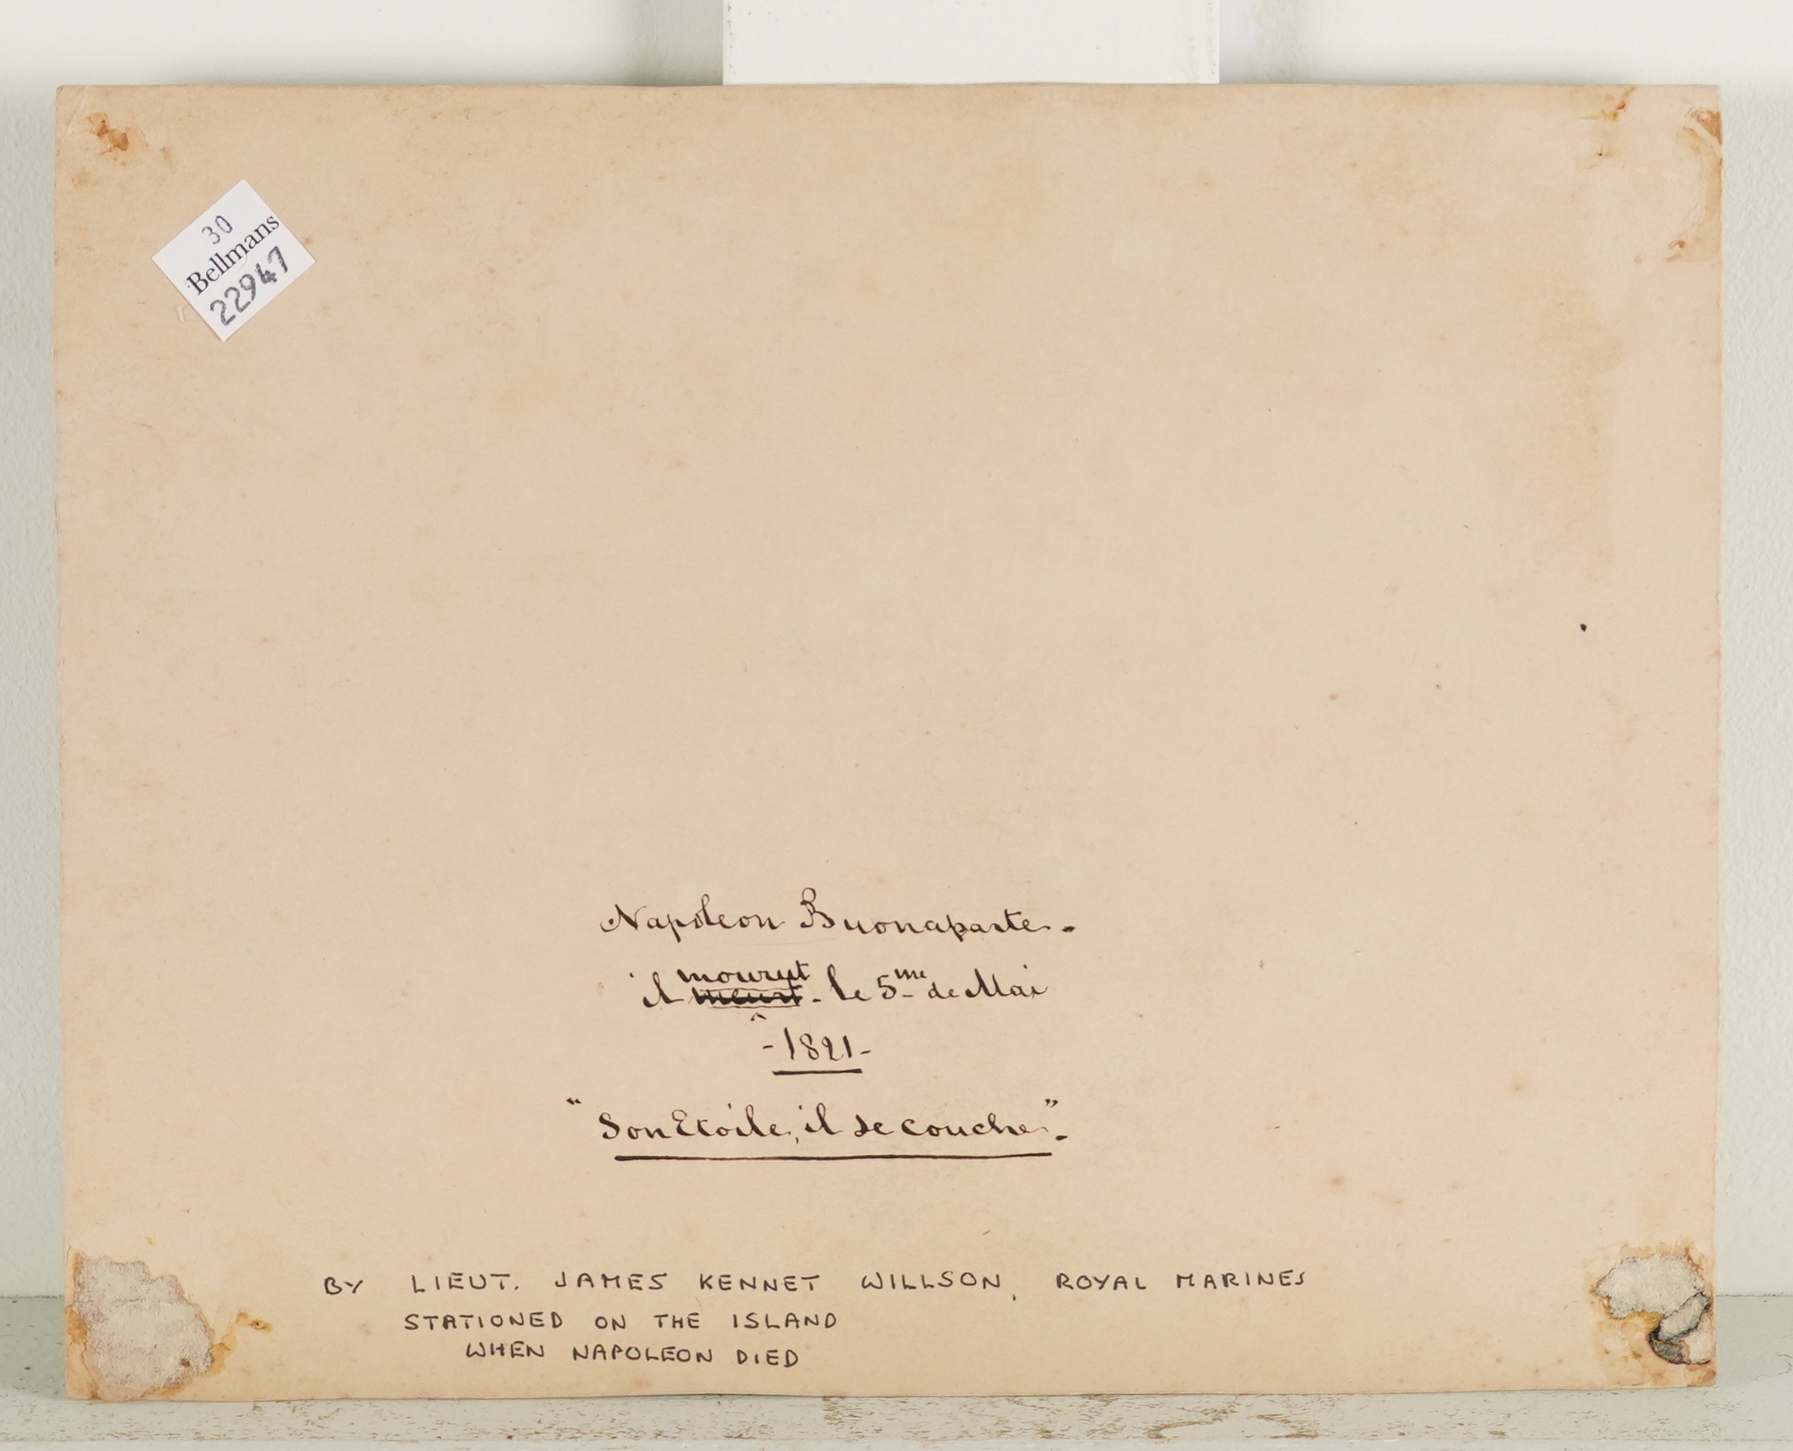 30
Bellmans
22947
Napoleon Buonaparte.
il mourut meurt - le 5me de Mai
^
-1821-
"Son Etoile, il se couche".
BY LIEUT. JAMES KENNET WILLSON, ROYAL MARINES
STATIONED ON THE ISLAND
WHEN NAPOLEON DIED